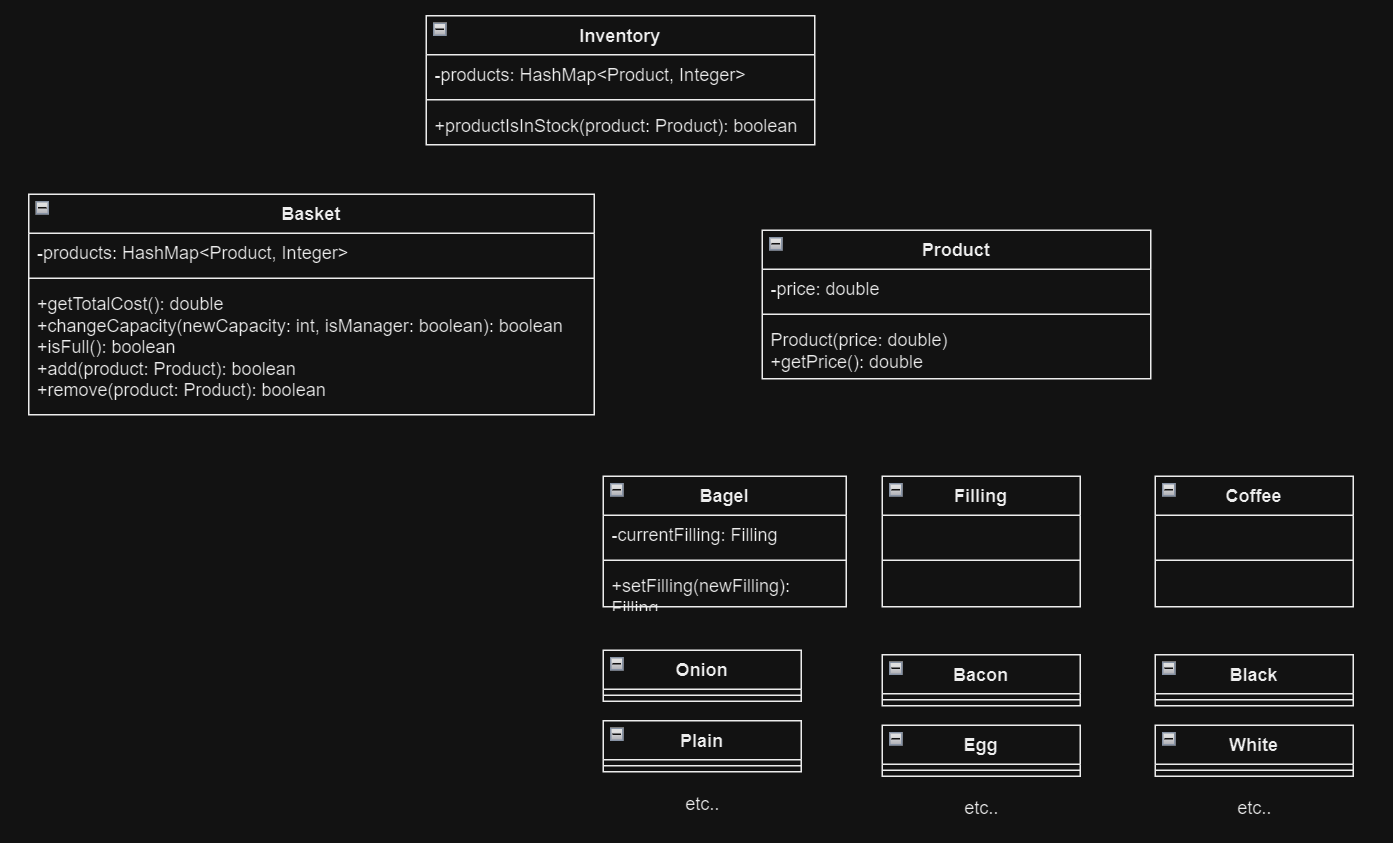 Inventory
-products: HashMap<Product, Integer>
+productIsInStock(product: Product): boolean
Basket
-products: HashMap<Product, Integer>
+getTotalCost(): double
+changeCapacity(newCapacity: int, isManager: boolean): boolean
+isFull(): boolean
+add(product: Product): boolean
+remove(product: Product): boolean
Product
-price: double
Product(price: double)
+getPrice(): double
Bagel
-currentFilling: Filling
+setFilling(newFilling):
Filling
Filling
Coffee
Onion
Plain
etc..
Bacon
Egg
etc..
Black
White
etc..